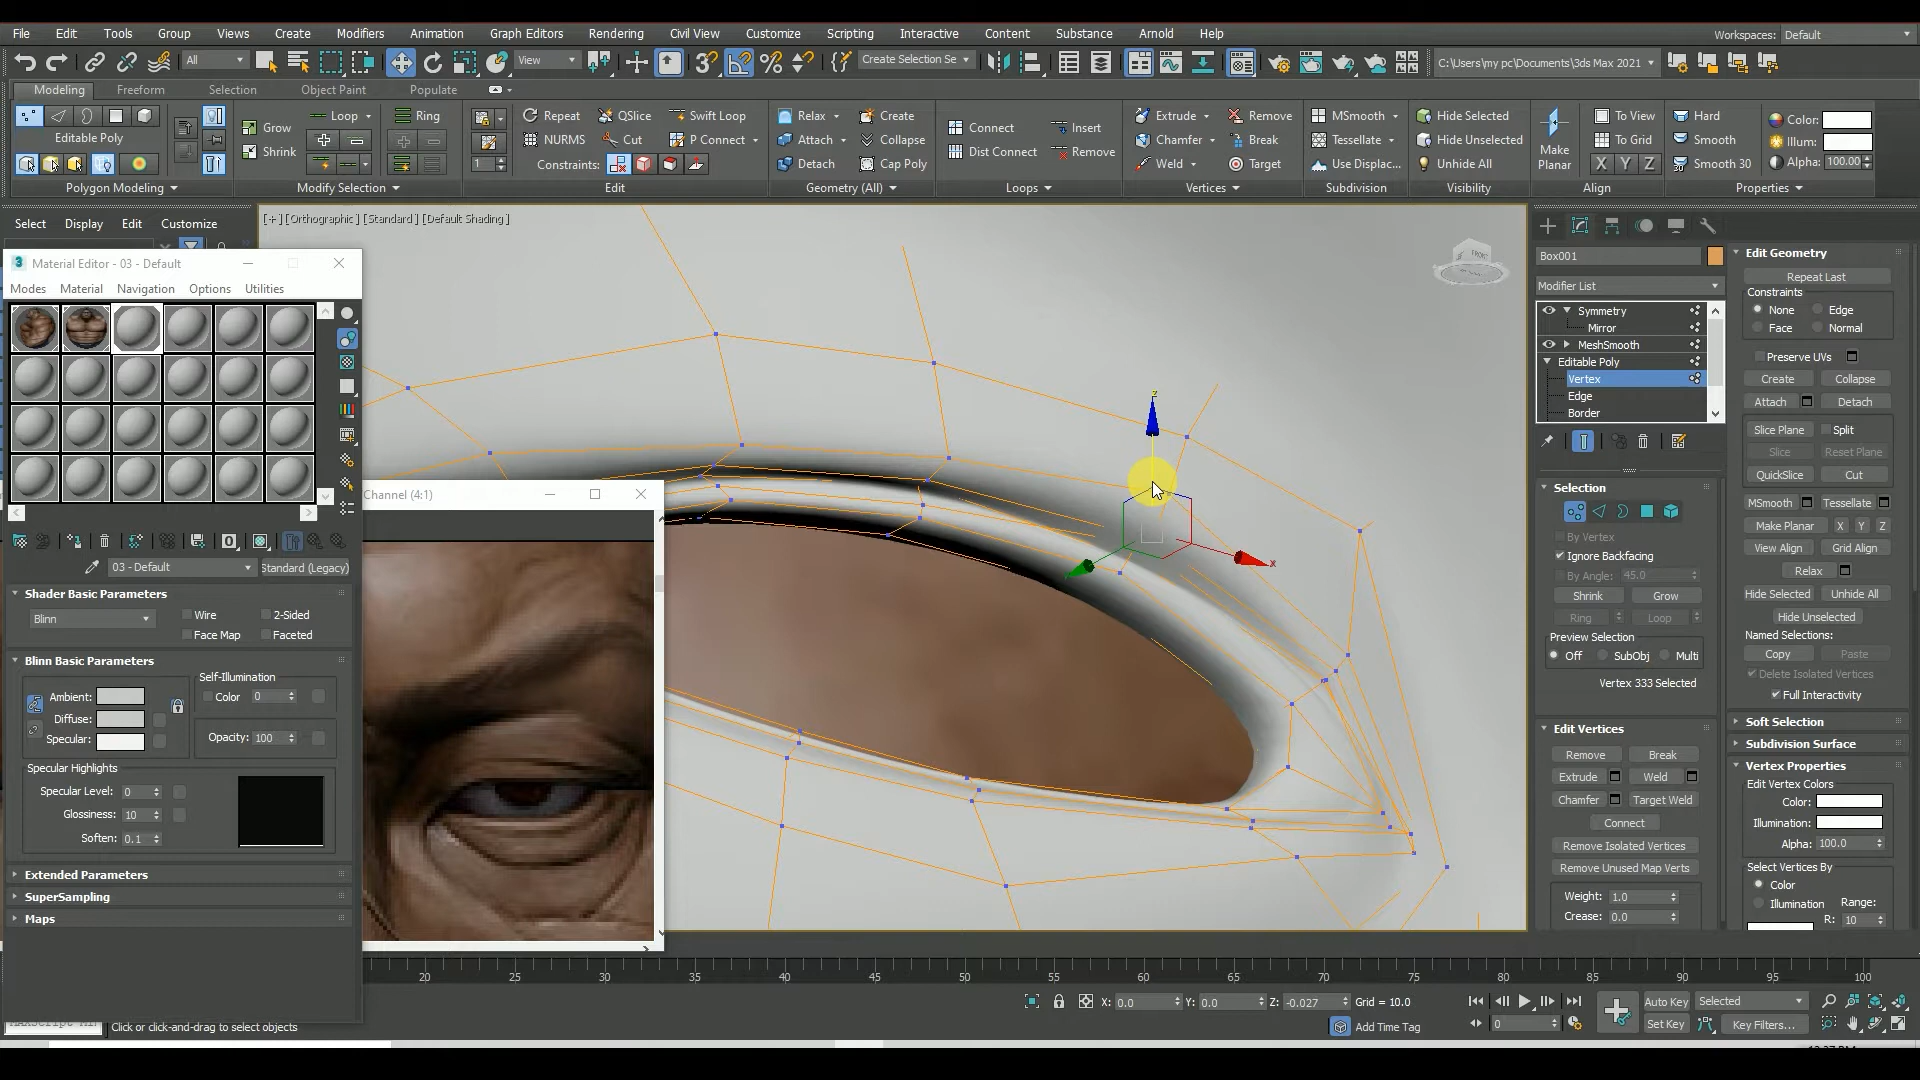 File Edit Tools Group Views Create Modifiers Animation Graph Editors Rendering Civil View Customize Scripting Interactive Content Substance Arnold Help
Workspaces: Default
All View Create Selection Se C:\Users\my pc\Documents\3ds Max 2021
Modeling Freeform Selection Object Paint Populate
Loop Ring Repeat QSlice Swift Loop Relax Create Extrude Remove MSmooth Hide Selected To View Hard Color:
Editable Poly Grow NURMS Cut P Connect Attach Collapse Connect Insert Chamfer Break Tessellate Hide Unselected Make Planar To Grid Smooth Illum:
Shrink 1 Constraints: Detach Cap Poly Dist Connect Remove Weld Target Use Displac... Unhide All X Y Z Smooth 30 Alpha: 100.00
Polygon Modeling Modify Selection Edit Geometry (All) Loops Vertices Subdivision Visibility Align Properties
Select Display Edit Customize
[+] [Orthographic ] [Standard ] [Default Shading ]
FRONT
Material Editor - 03 - Default
Modes Material Navigation Options Utilities
Channel (4:1)
03 - Default Standard (Legacy)
Shader Basic Parameters
Blinn Wire 2-Sided
Face Map Faceted
Blinn Basic Parameters
Self-Illumination
Ambient: Color 0
Diffuse:
Specular: Opacity: 100
Specular Highlights
Specular Level: 0
Glossiness: 10
Soften: 0.1
Extended Parameters
SuperSampling
Maps
z
x
Box001
Modifier List
Symmetry
Mirror
MeshSmooth
Editable Poly
Vertex
Edge
Border
Selection
By Vertex
Ignore Backfacing
By Angle: 45.0
Shrink Grow
Ring Loop
Preview Selection
Off SubObj Multi
Vertex 333 Selected
Edit Vertices
Remove Break
Extrude Weld
Chamfer Target Weld
Connect
Remove Isolated Vertices
Remove Unused Map Verts
Weight: 1.0
Crease: 0.0
Edit Geometry
Repeat Last
Constraints
None Edge
Face Normal
Preserve UVs
Create Collapse
Attach Detach
Slice Plane Split
Slice Reset Plane
QuickSlice Cut
MSmooth Tessellate
Make Planar X Y Z
View Align Grid Align
Relax
Hide Selected Unhide All
Hide Unselected
Named Selections:
Copy Paste
Delete Isolated Vertices
Full Interactivity
Soft Selection
Subdivision Surface
Vertex Properties
Edit Vertex Colors
Color:
Illumination:
Alpha: 100.0
Select Vertices By
Color
Illumination Range:
R: 10
20 25 30 35 40 45 50 55 60 65 70 75 80 85 90 95 100
X: 0.0 Y: 0.0 Z: -0.027 Grid = 10.0
Auto Key Selected
Click or click-and-drag to select objects
Add Time Tag
0 Set Key Key Filters...